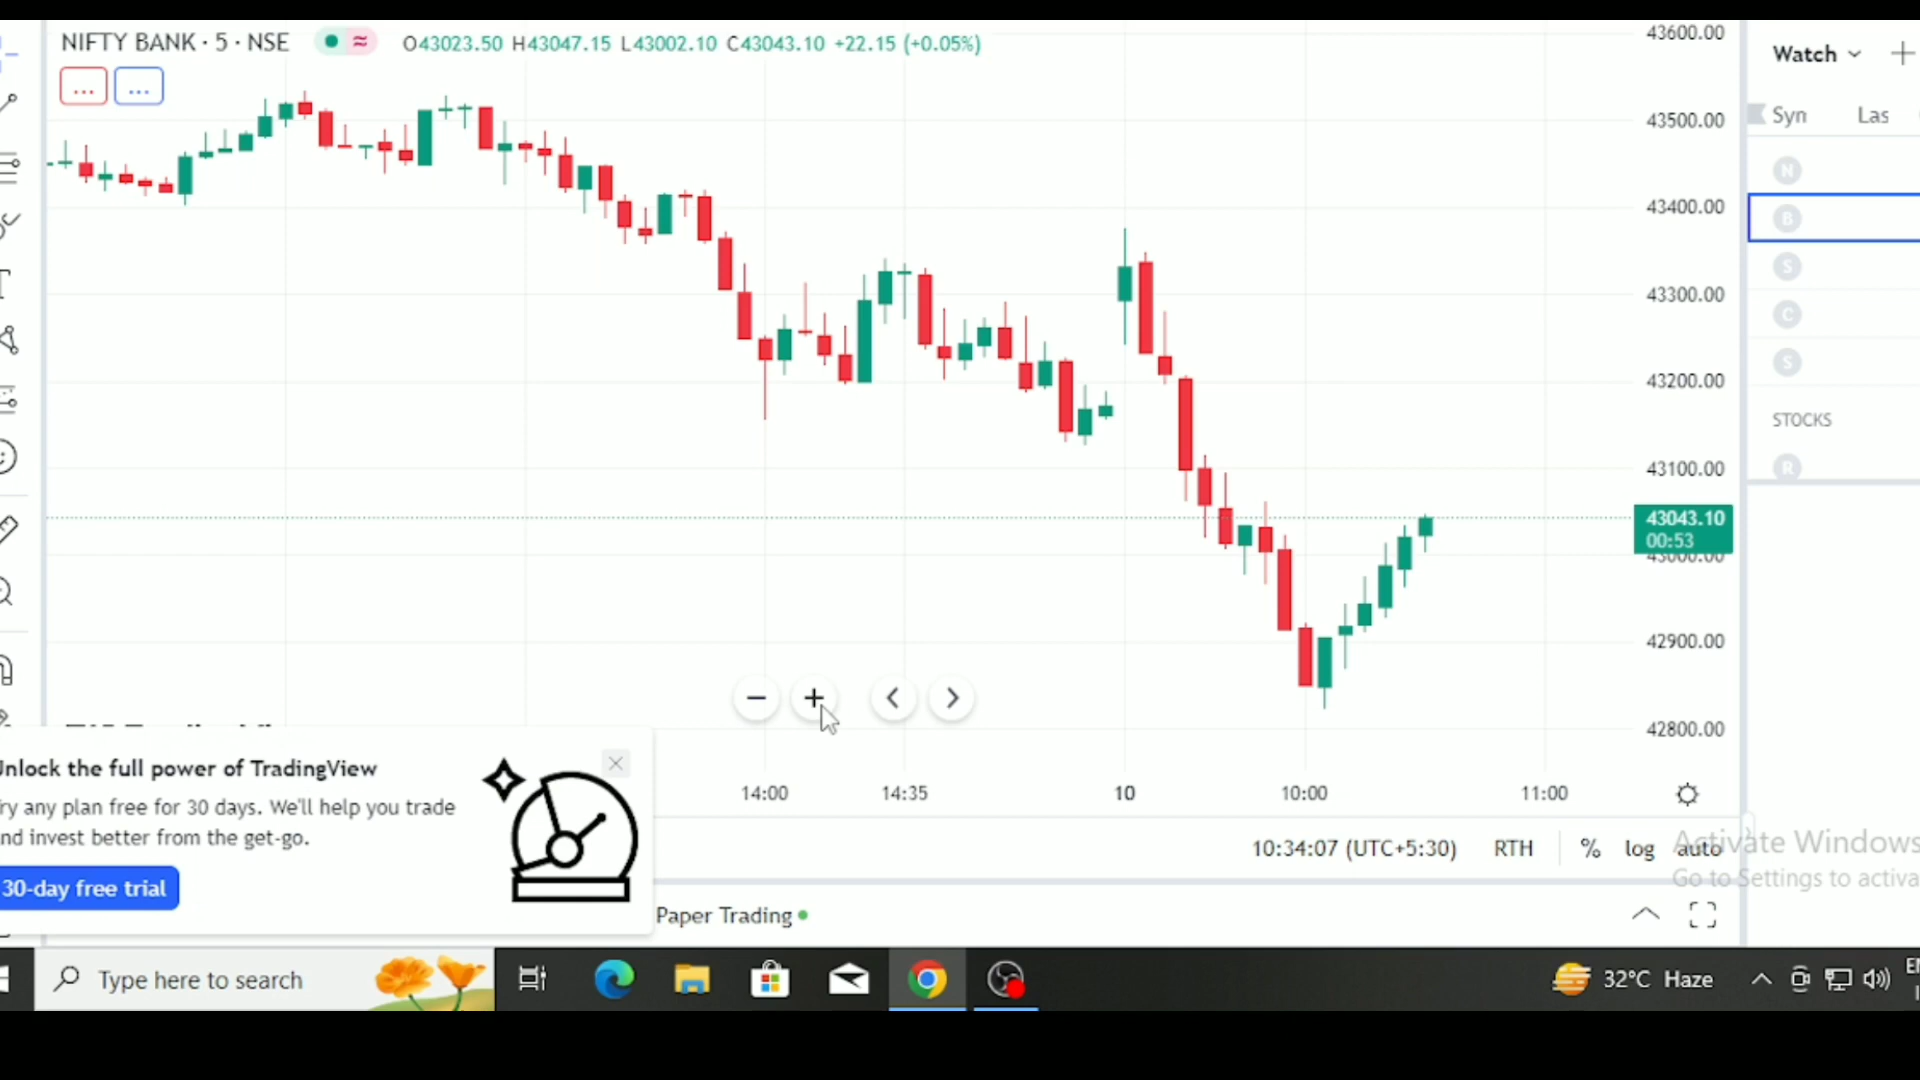 NIFTY BANK · 5 · NSE
O43023.50 H43047.15 L43002.10 C43043.10 +22.15 (+0.05%)
... ...
43600.00
43500.00
43400.00
43300.00
43200.00
43100.00
43043.10
00:53
43000.00
42900.00
42800.00
14:00 14:35 10 10:00 11:00
10:34:07 (UTC+5:30) RTH % log auto
Watch
Syn Las
N
B
S
C
S
STOCKS
R
Unlock the full power of TradingView
ry any plan free for 30 days. We'll help you trade
nd invest better from the get-go.
30-day free trial
Paper Trading
Activate Windows
Go to Settings to activa
Type here to search
32°C Haze